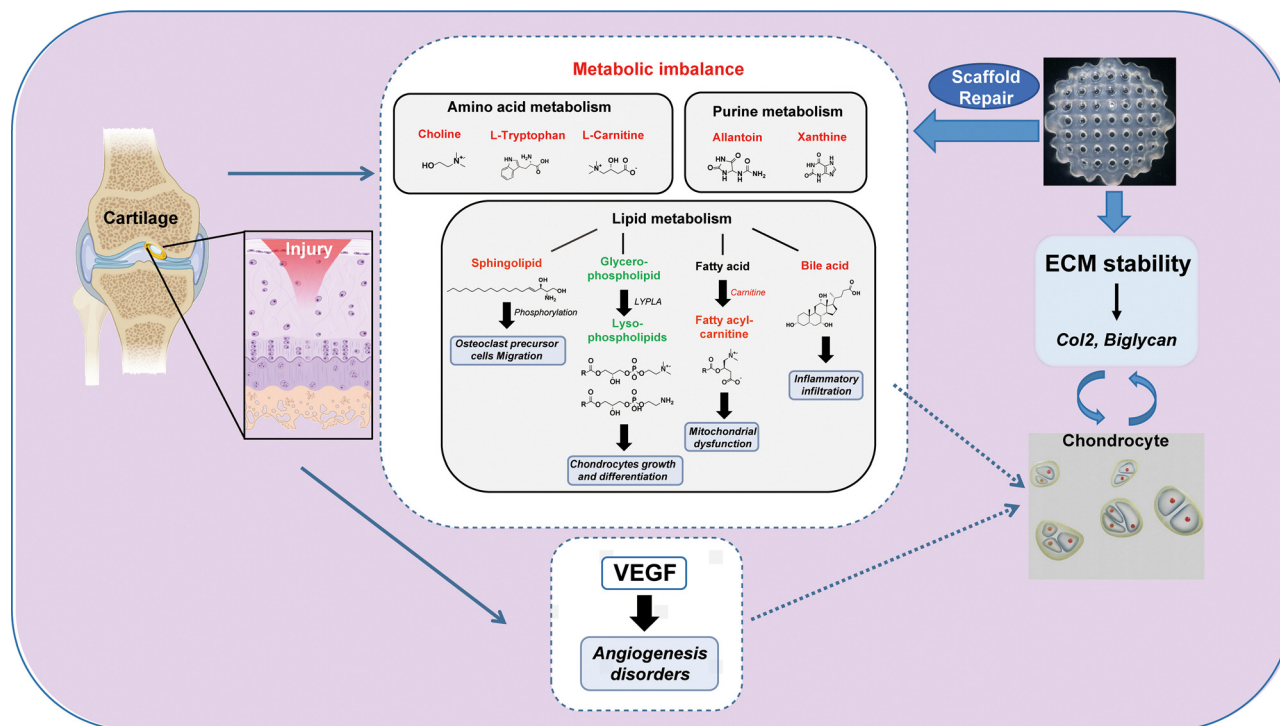 Metabolic imbalance
Amino acid metabolism
Choline
L-Tryptophan
L-Carnitine
Purine metabolism
Allantoin
Xanthine
Scaffold
Repair
Cartilage
Injury
Lipid metabolism
Sphingolipid
Phosphorylation
Osteoclast precursor
cells Migration
Glycero-
phospholipid
LYPLA
Lyso-
phospholipids
Chondrocytes growth
and differentiation
Fatty acid
Carnitine
Fatty acyl-
carnitine
Mitochondrial
dysfunction
Bile acid
Inflammatory
infiltration
ECM stability
Col2, Biglycan
Chondrocyte
VEGF
Angiogenesis
disorders